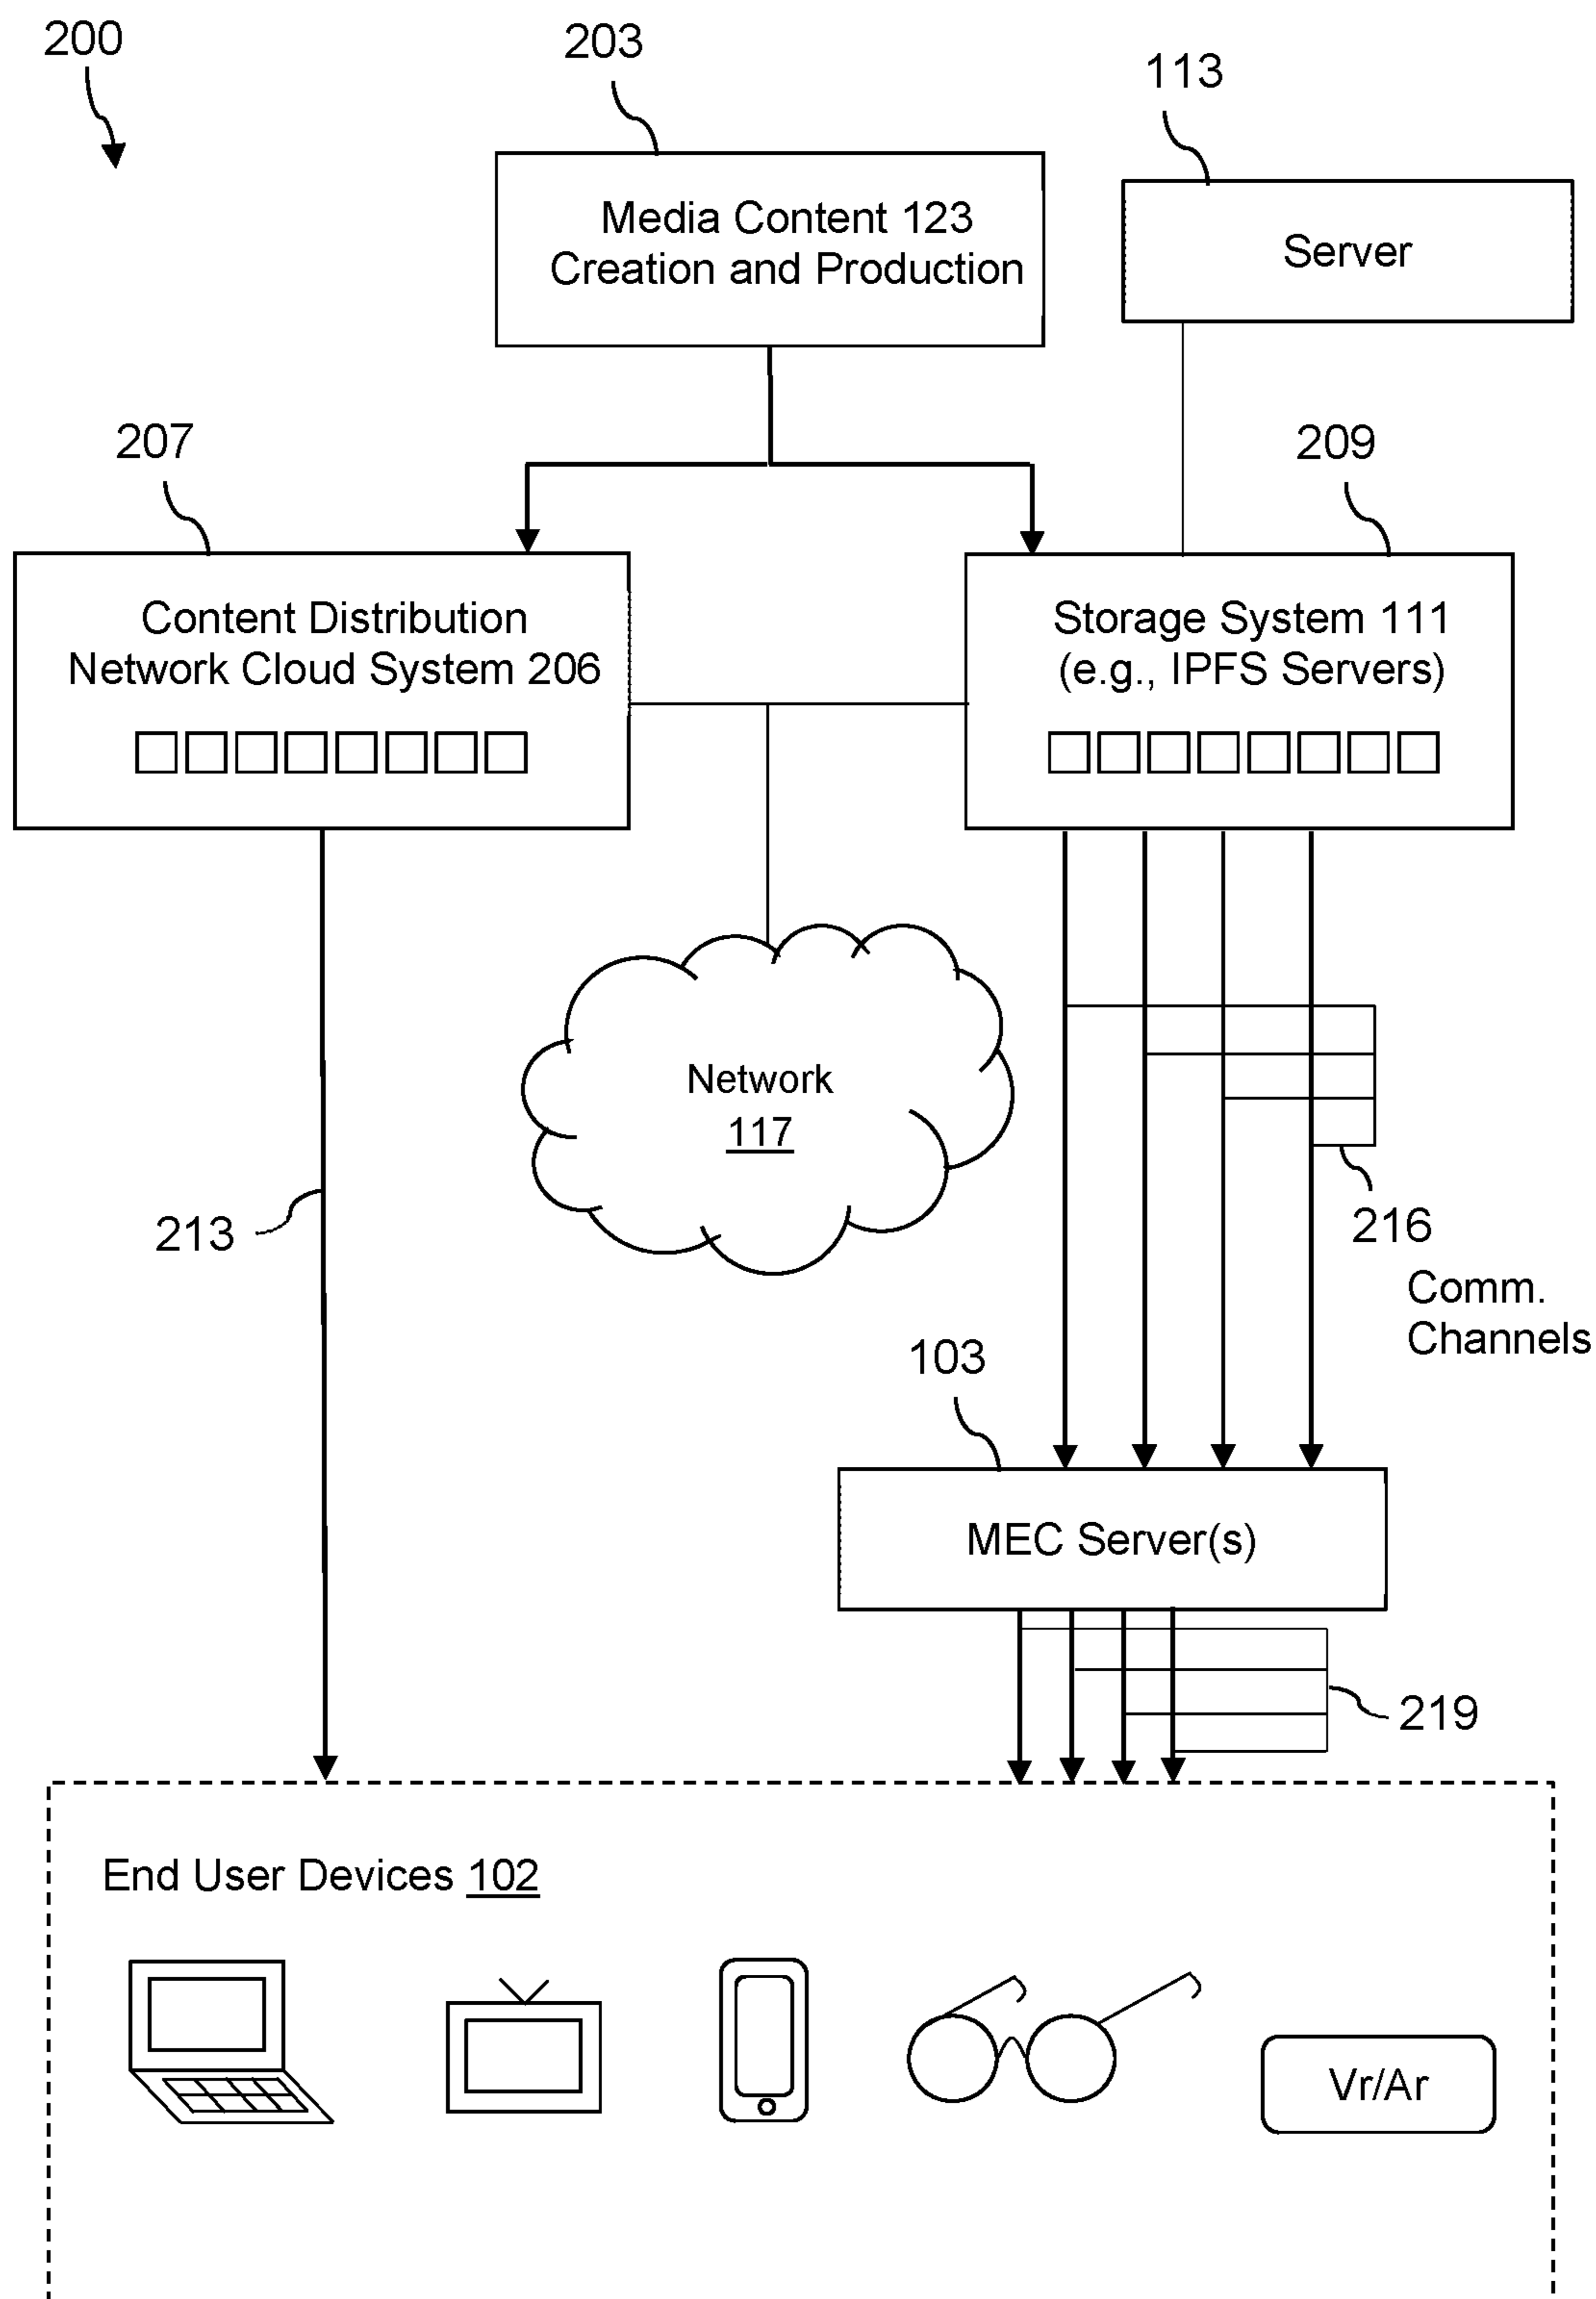 200
203
113
Media Content 123
Creation and Production
Server
207
209
Content Distribution
Network Cloud System 206
Storage System 111
(e.g., IPFS Servers)
Network
117
213
216
Comm.
Channels
103
MEC Server(s)
219
End User Devices 102
Vr/Ar